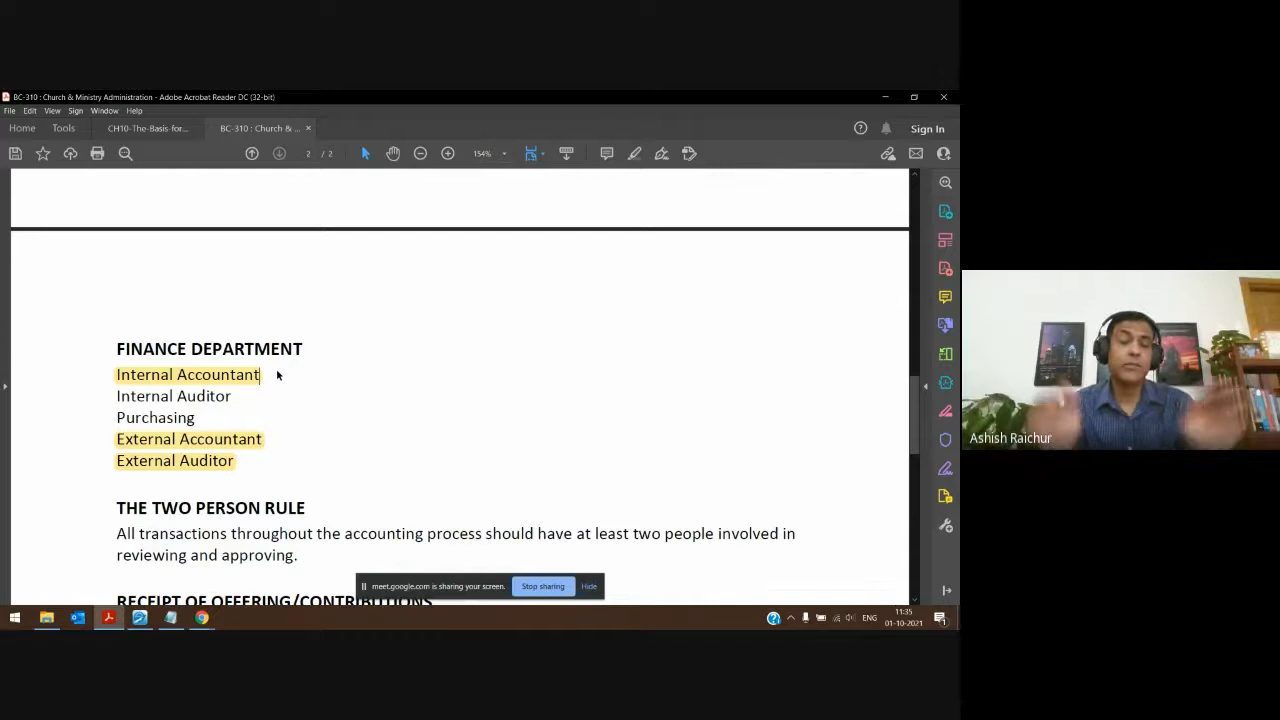 BC-310 : Church & Ministry Administration - Adobe Acrobat Reader DC (32-bit)
File Edit View Sign Window Help
Home Tools CH10-The-Basis-for... BC-310 : Church & ... × Sign In
2 / 2 154%
FINANCE DEPARTMENT
Internal Accountant
Internal Auditor
Purchasing
External Accountant
External Auditor
THE TWO PERSON RULE
All transactions throughout the accounting process should have at least two people involved in
reviewing and approving.
meet.google.com is sharing your screen. Stop sharing Hide
RECEIPT OF OFFERING/CONTRIBUTIONS
ENG 11:35
01-10-2021
Ashish Raichur